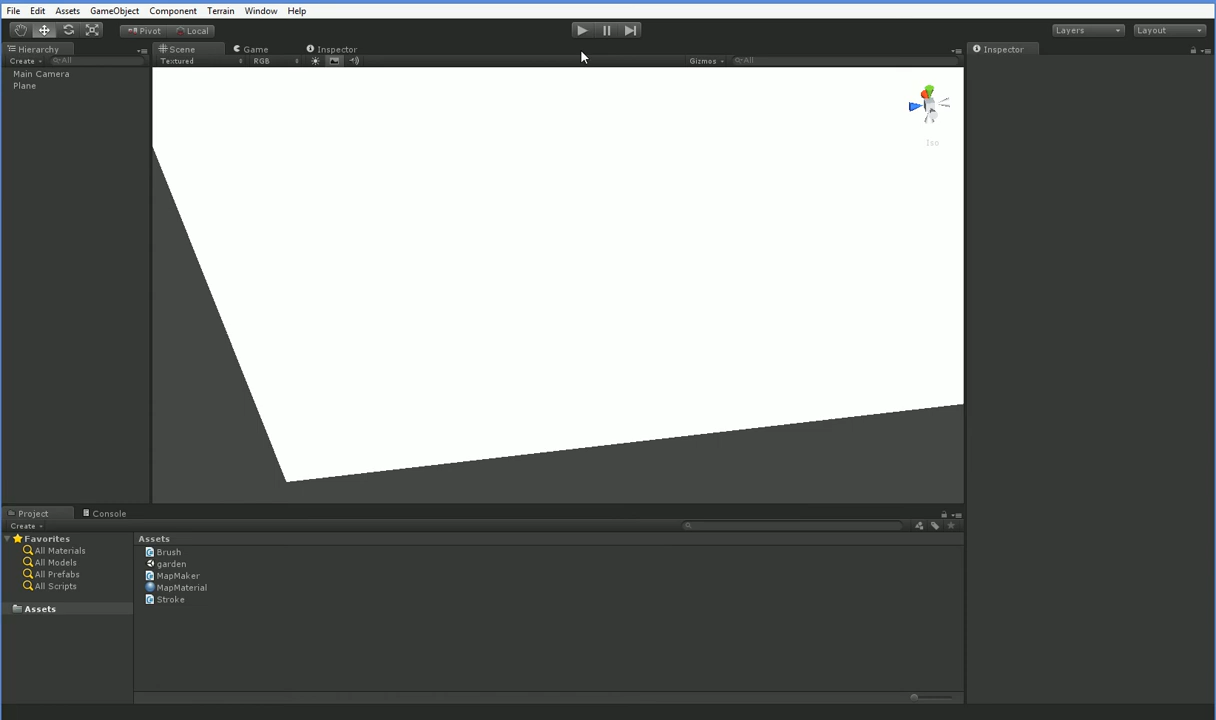 File Edit Assets GameObject Component Terrain Window Help
Pivot Local Layers Layout
Hierarchy Scene Game Inspector Inspector
Create All Textured RGB Gizmos All
Main Camera
Plane
Iso
Project Console
Create
Favorites Assets
All Materials Brush
All Models garden
All Prefabs MapMaker
All Scripts MapMaterial
Stroke
Assets